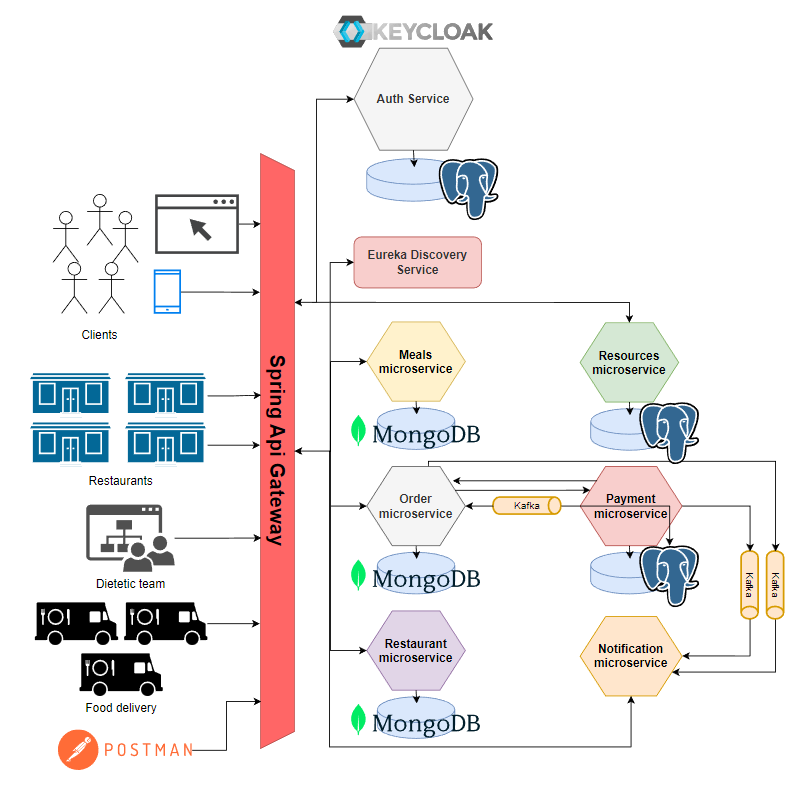 KEYCLOAK
Auth Service
Eureka Discovery
Service
Clients
Spring Api Gateway
Meals
microservice
Resources
microservice
MongoDB
Restaurants
Order
microservice
Kafka
Payment
microservice
MongoDB
Kafka
Kafka
Dietetic team
Restaurant
microservice
Notification
microservice
Food delivery
MongoDB
POSTMAN